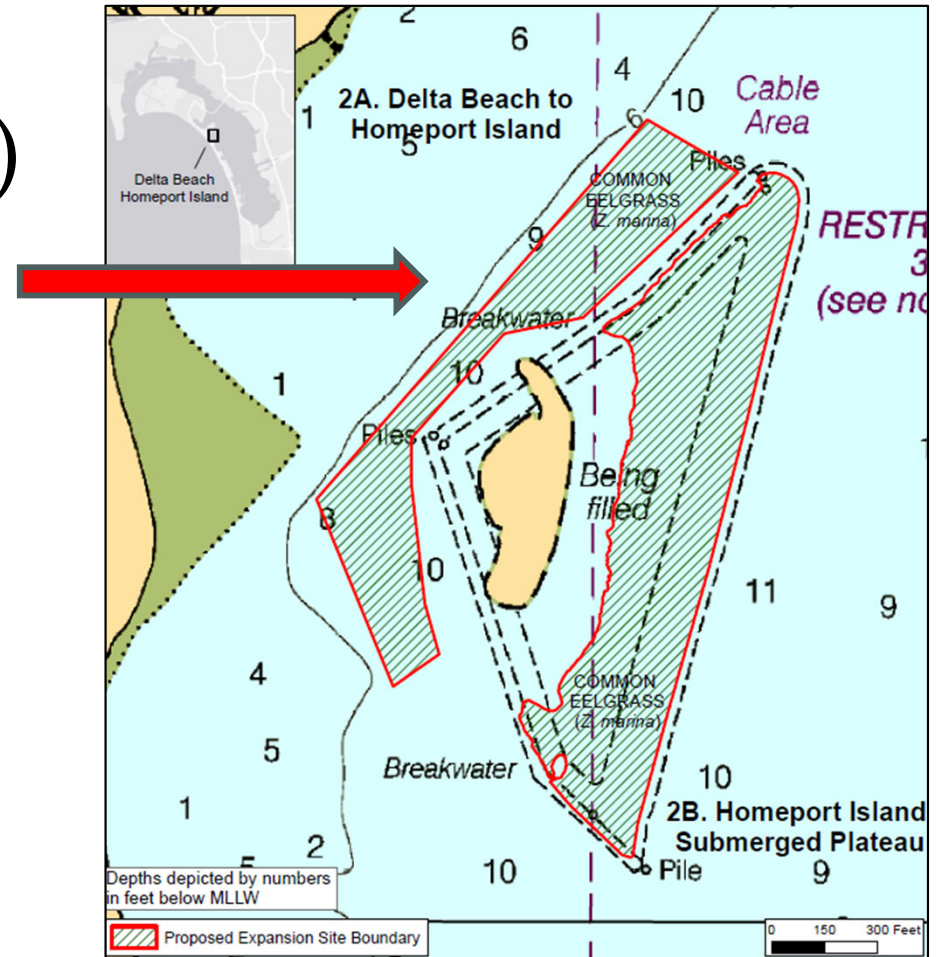 )
2
6
4
10
Cable
Area
2A. Delta Beach to
Homeport Island
1
5
6
Piles
Delta Beach
Homeport Island
COMMON
EELGRASS
(Z. marina)
RESTR
3
(see no
9
Breakwater
10
1
Piles
Being
filled
8
10
11
9
4
COMMON
EELGRASS
(Z. marina)
5
Breakwater
10
1
2
2B. Homeport Island
Submerged Plateau
10
Pile
9
Depths depicted by numbers
in feet below MLLW
Proposed Expansion Site Boundary
0 150 300 Feet